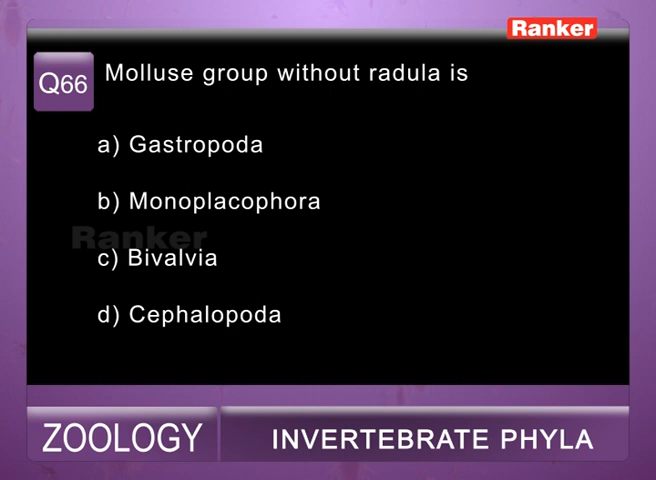 Ranker
Q66
Molluse group without radula is
a) Gastropoda
b) Monoplacophora
Ranker
c) Bivalvia
d) Cephalopoda
ZOOLOGY
INVERTEBRATE PHYLA